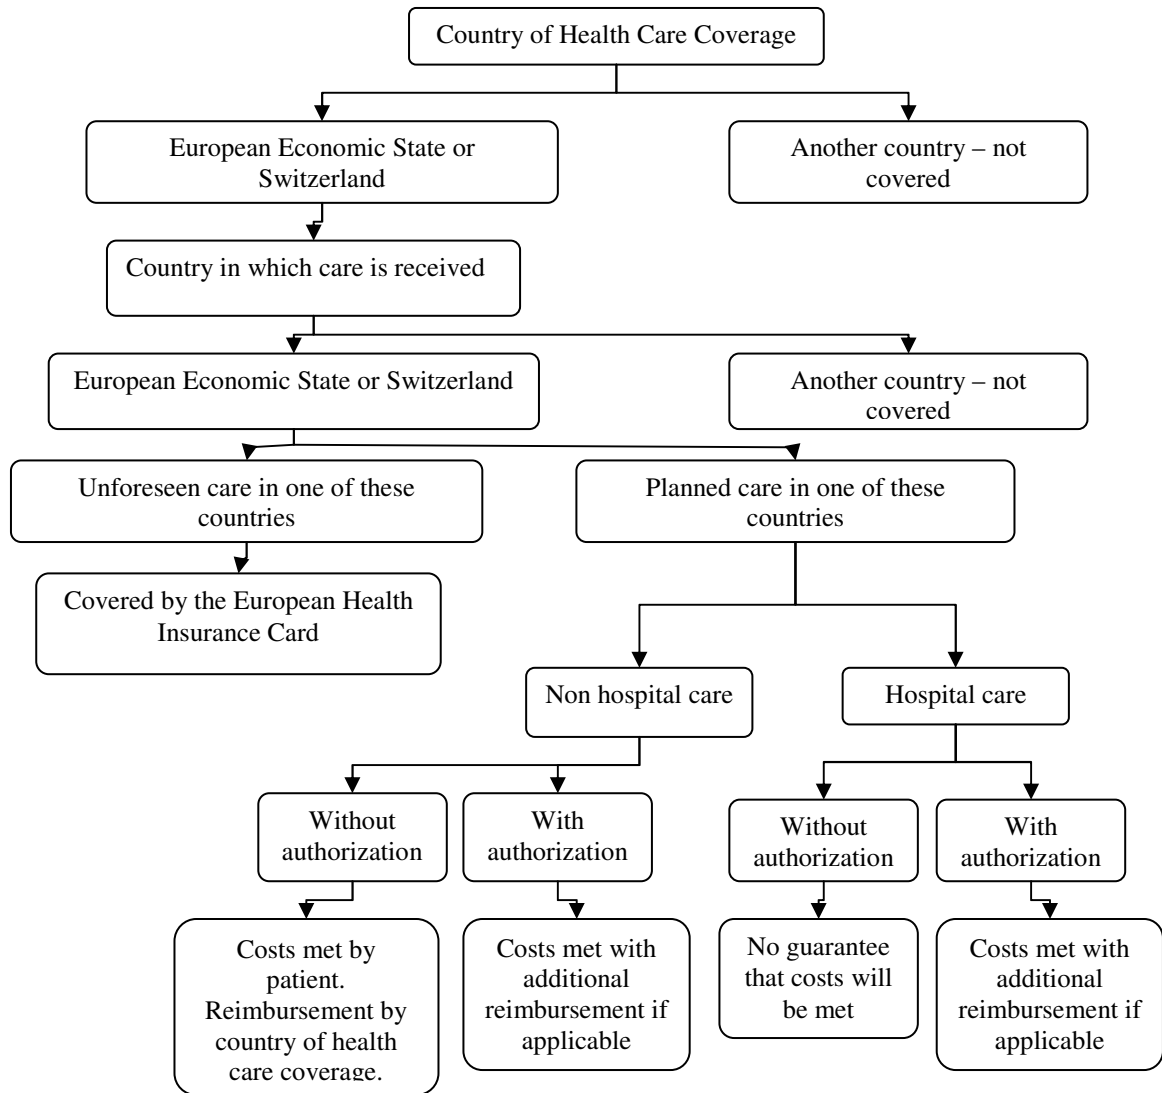 Country of Health Care Coverage
European Economic State or
Switzerland
Another country – not
covered
Country in which care is received
European Economic State or Switzerland
Another country – not
covered
Unforeseen care in one of these
countries
Planned care in one of these
countries
Covered by the European Health
Insurance Card
Non hospital care
Hospital care
Without
authorization
With
authorization
Without
authorization
With
authorization
Costs met by
patient.
Reimbursement by
country of health
care coverage.
Costs met with
additional
reimbursement if
applicable
No guarantee
that costs will
be met
Costs met with
additional
reimbursement if
applicable